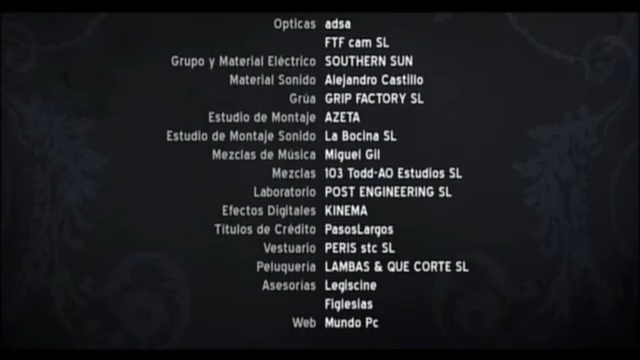 Opticas adsa
FTF cam SL
Grupo y Material Eléctrico SOUTHERN SUN
Material Sonido Alejandro Castillo
Grúa GRIP FACTORY SL
Estudio de Montaje AZETA
Estudio de Montaje Sonido La Bocina SL
Mezclas de Música Miguel Gil
Mezclas 103 Todd-AO Estudios SL
Laboratorio POST ENGINEERING SL
Efectos Digitales KINEMA
Títulos de Crédito PasosLargos
Vestuario PERIS stc SL
Peluquería LAMBAS & QUE CORTE SL
Asesorías Legiscine
Figlesias
Web Mundo Pc